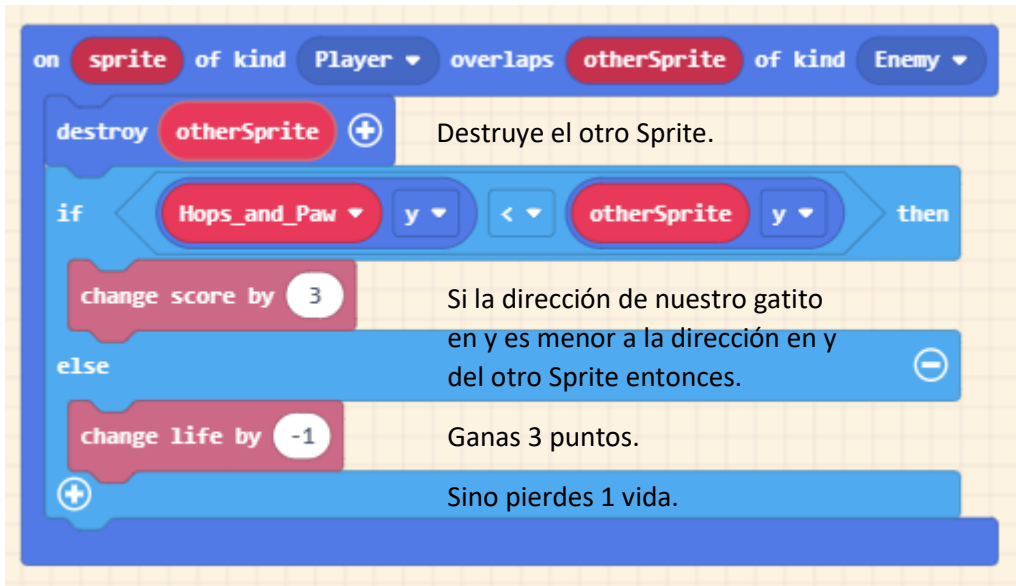 on sprite of kind Player overlaps otherSprite of kind Enemy
destroy otherSprite Destruye el otro Sprite.
if Hops_and_Paw y < otherSprite y then
change score by 3 Si la dirección de nuestro gatito
en y es menor a la dirección en y
else
del otro Sprite entonces.
change life by -1 Ganas 3 puntos.
Sino pierdes 1 vida.